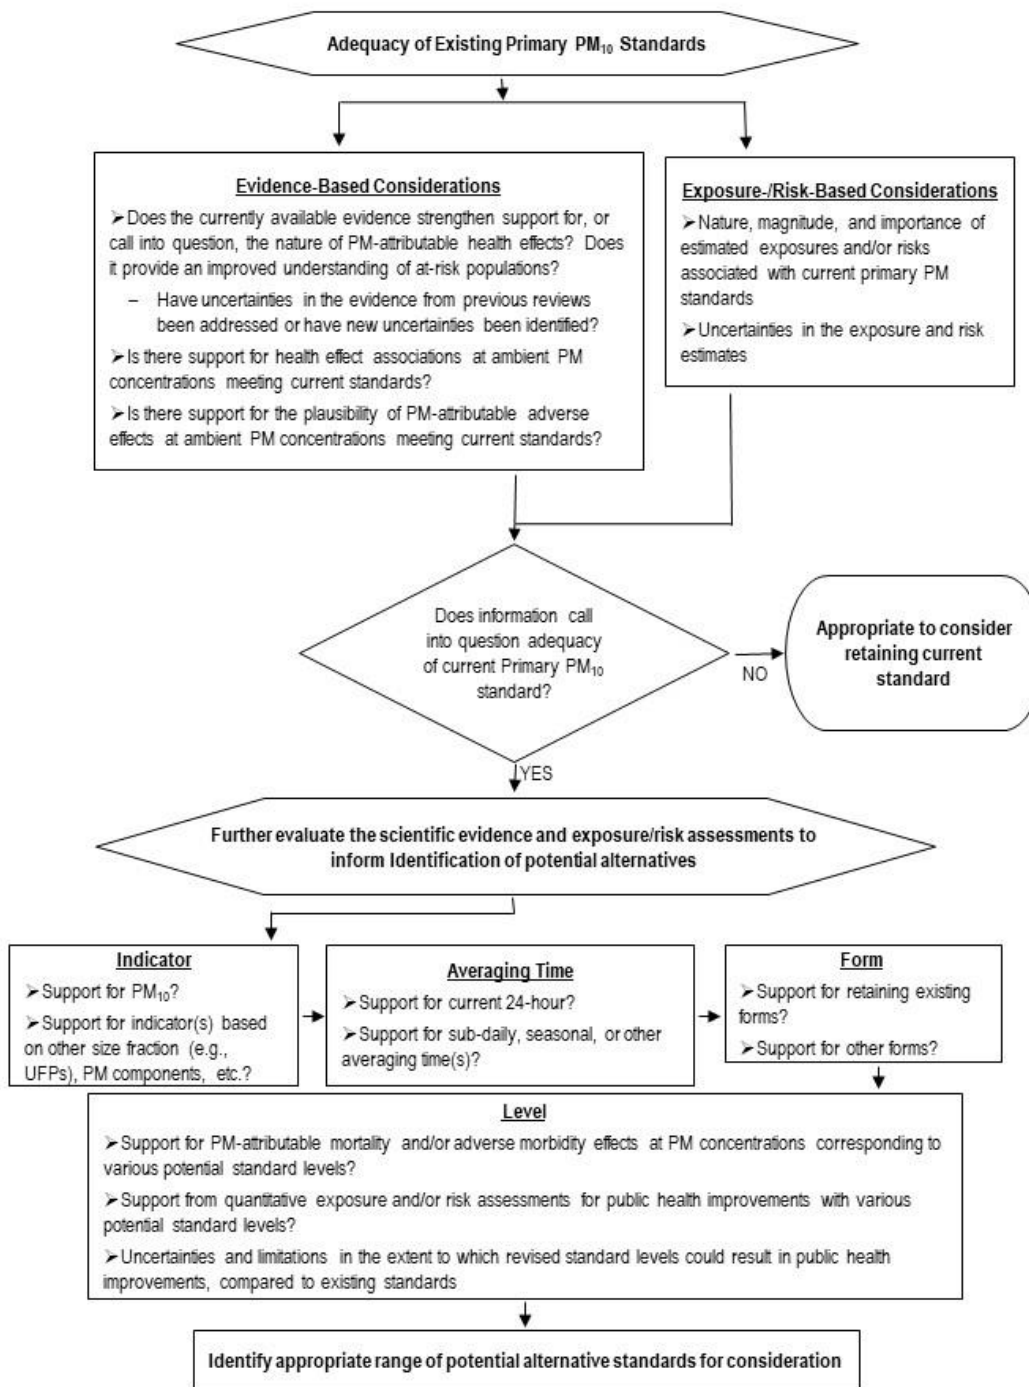 Adequacy of Existing Primary PM₁₀ Standards
Evidence-Based Considerations
➤Does the currently available evidence strengthen support for, or
call into question, the nature of PM-attributable health effects? Does
it provide an improved understanding of at-risk populations?
– Have uncertainties in the evidence from previous reviews
been addressed or have new uncertainties been identified?
➤Is there support for health effect associations at ambient PM
concentrations meeting current standards?
➤Is there support for the plausibility of PM-attributable adverse
effects at ambient PM concentrations meeting current standards?
Exposure-/Risk-Based Considerations
➤Nature, magnitude, and importance of
estimated exposures and/or risks
associated with current primary PM
standards
➤Uncertainties in the exposure and risk
estimates
Does information call
into question adequacy
of current Primary PM₁₀
standard?
NO
Appropriate to consider
retaining current
standard
YES
Further evaluate the scientific evidence and exposure/risk assessments to
inform Identification of potential alternatives
Indicator
➤Support for PM₁₀?
➤Support for indicator(s) based
on other size fraction (e.g.,
UFPs), PM components, etc.?
Averaging Time
➤Support for current 24-hour?
➤Support for sub-daily, seasonal, or other
averaging time(s)?
Form
➤Support for retaining existing
forms?
➤Support for other forms?
Level
➤Support for PM-attributable mortality and/or adverse morbidity effects at PM concentrations corresponding to
various potential standard levels?
➤Support from quantitative exposure and/or risk assessments for public health improvements with various
potential standard levels?
➤Uncertainties and limitations in the extent to which revised standard levels could result in public health
improvements, compared to existing standards
Identify appropriate range of potential alternative standards for consideration